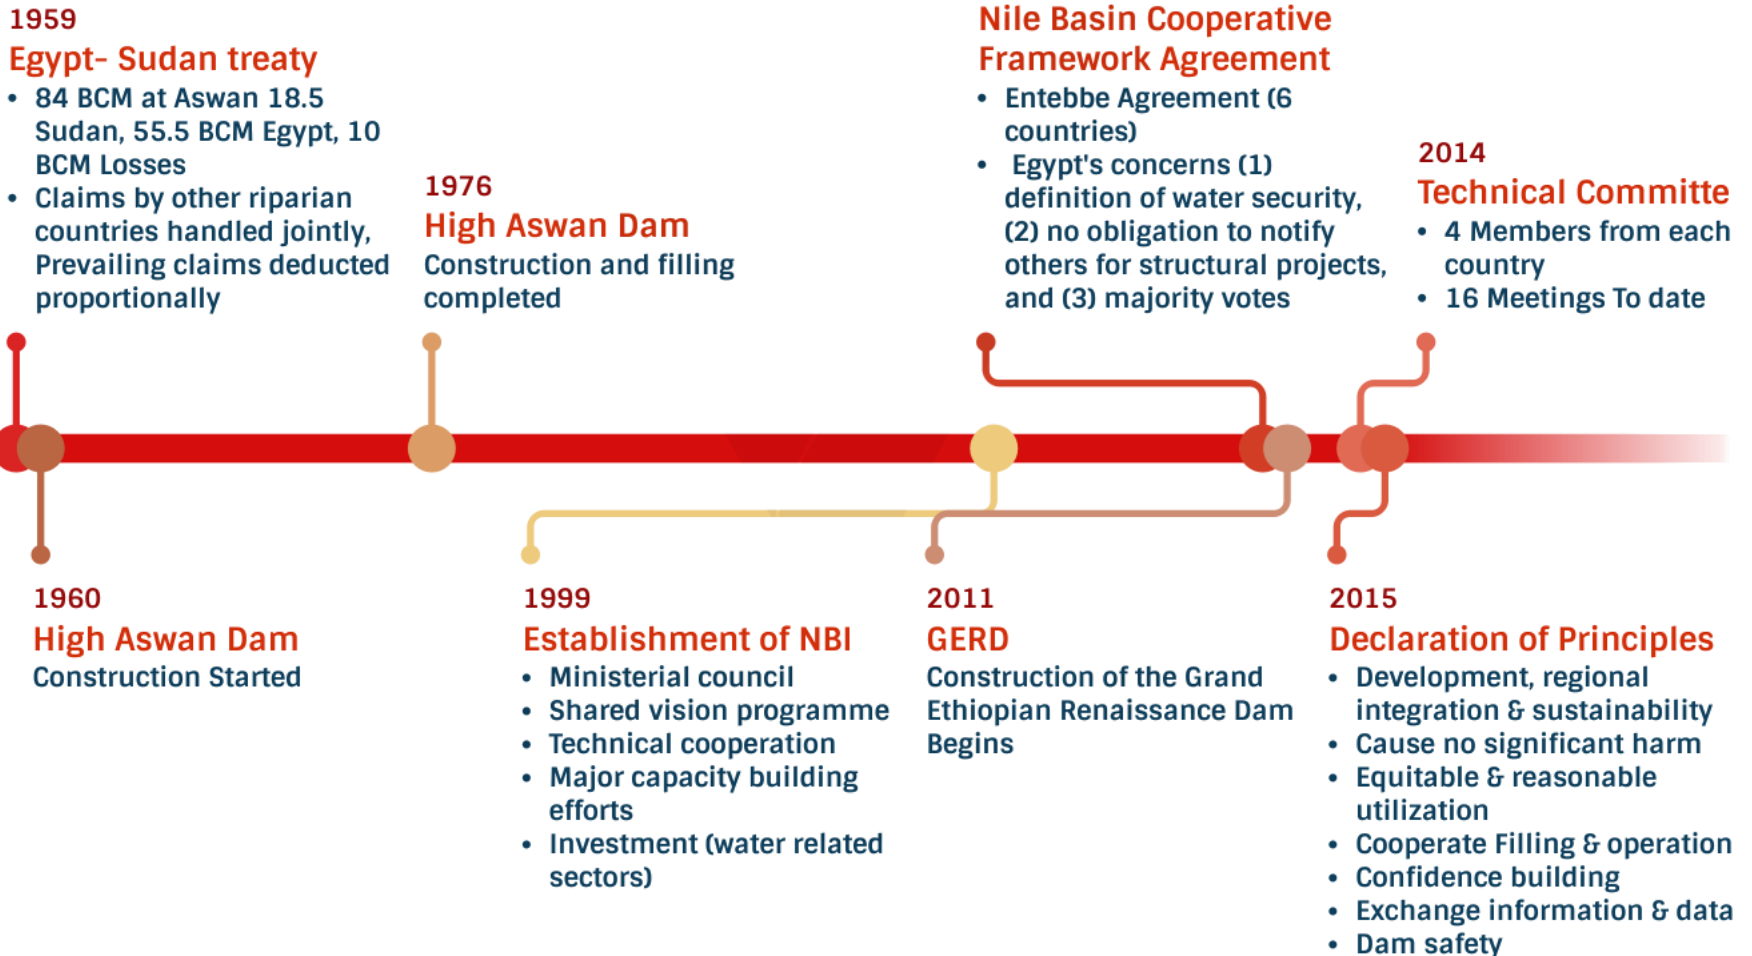 1959
Egypt- Sudan treaty
• 84 BCM at Aswan 18.5
Sudan, 55.5 BCM Egypt, 10
BCM Losses
• Claims by other riparian
countries handled jointly,
Prevailing claims deducted
proportionally
1976
High Aswan Dam
Construction and filling
completed
Nile Basin Cooperative
Framework Agreement
• Entebbe Agreement (6
countries)
• Egypt's concerns (1)
definition of water security,
(2) no obligation to notify
others for structural projects,
and (3) majority votes
2014
Technical Committe
• 4 Members from each
country
• 16 Meetings To date
1960
High Aswan Dam
Construction Started
1999
Establishment of NBI
• Ministerial council
• Shared vision programme
• Technical cooperation
• Major capacity building
efforts
• Investment (water related
sectors)
2011
GERD
Construction of the Grand
Ethiopian Renaissance Dam
Begins
2015
Declaration of Principles
• Development, regional
integration & sustainability
• Cause no significant harm
• Equitable & reasonable
utilization
• Cooperate Filling & operation
• Confidence building
• Exchange information & data
• Dam safety